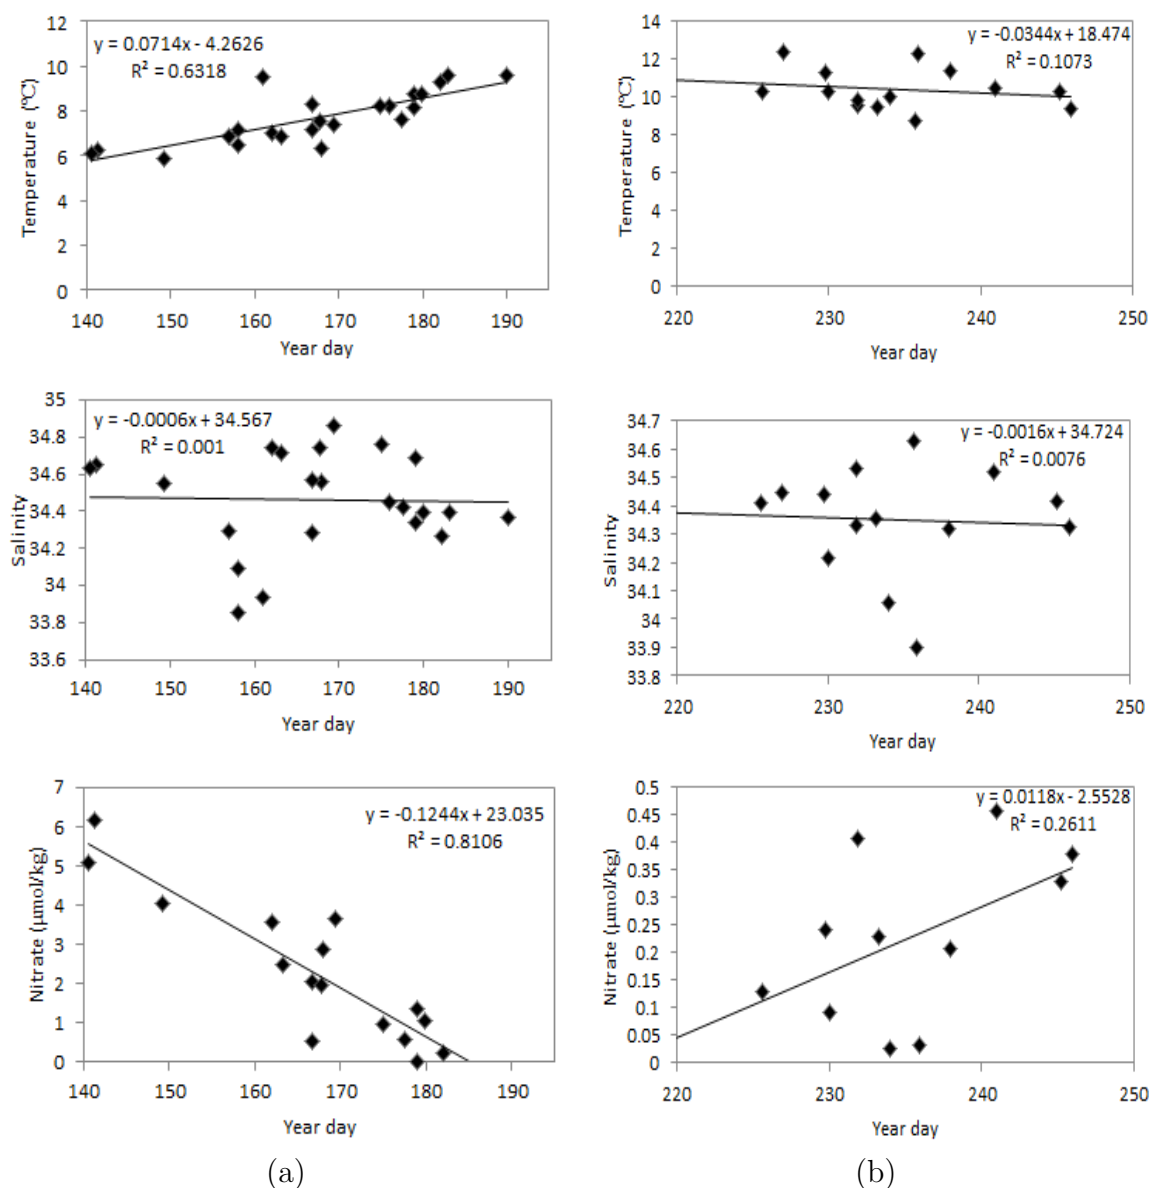 12
10
8
6
4
2
0
Temperature (°C)
y = 0.0714x - 4.2626
R² = 0.6318
140 150 160 170 180 190
Year day
14
12
10
8
6
4
2
0
Temperature (°C)
y = -0.0344x + 18.474
R² = 0.1073
220 230 240 250
Year day
35
34.8
34.6
34.4
34.2
34
33.8
33.6
Salinity
y = -0.0006x + 34.567
R² = 0.001
140 150 160 170 180 190
Year day
34.7
34.6
34.5
34.4
34.3
34.2
34.1
34
33.9
33.8
Salinity
y = -0.0016x + 34.724
R² = 0.0076
220 230 240 250
Year day
7
6
5
4
3
2
1
0
Nitrate (μmol/kg)
y = -0.1244x + 23.035
R² = 0.8106
140 150 160 170 180 190
Year day
0.5
0.45
0.4
0.35
0.3
0.25
0.2
0.15
0.1
0.05
0
Nitrate (μmol/kg)
y = 0.0118x - 2.5528
R² = 0.2611
220 230 240 250
Year day
(a)
(b)